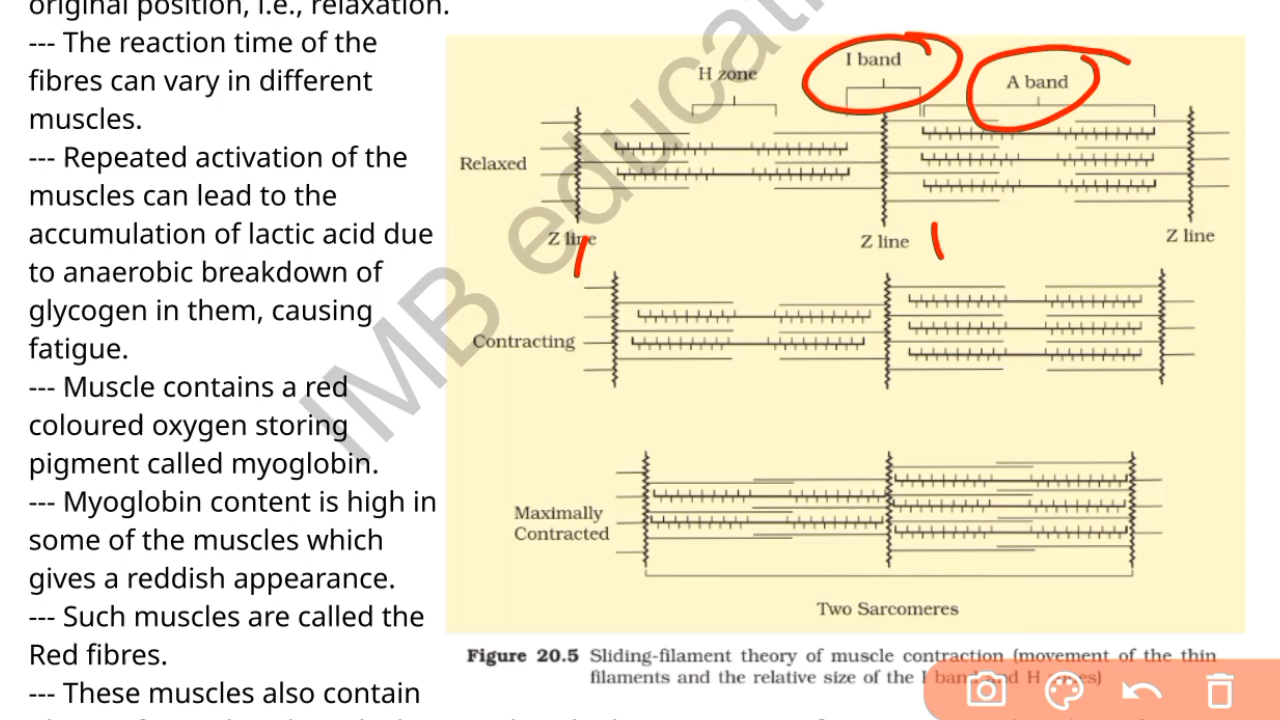 original position, i.e., relaxation.
--- The reaction time of the
fibres can vary in different
muscles.
--- Repeated activation of the
muscles can lead to the
accumulation of lactic acid due
to anaerobic breakdown of
glycogen in them, causing
fatigue.
--- Muscle contains a red
coloured oxygen storing
pigment called myoglobin.
--- Myoglobin content is high in
some of the muscles which
gives a reddish appearance.
--- Such muscles are called the
Red fibres.
--- These muscles also contain
H zone
I band
A band
Relaxed
Z line
Z line
Z line
Contracting
Maximally
Contracted
Two Sarcomeres
Figure 20.5 Sliding-filament theory of muscle contraction (movement of the thin
filaments and the relative size of the I band and H zones)
IMB educati